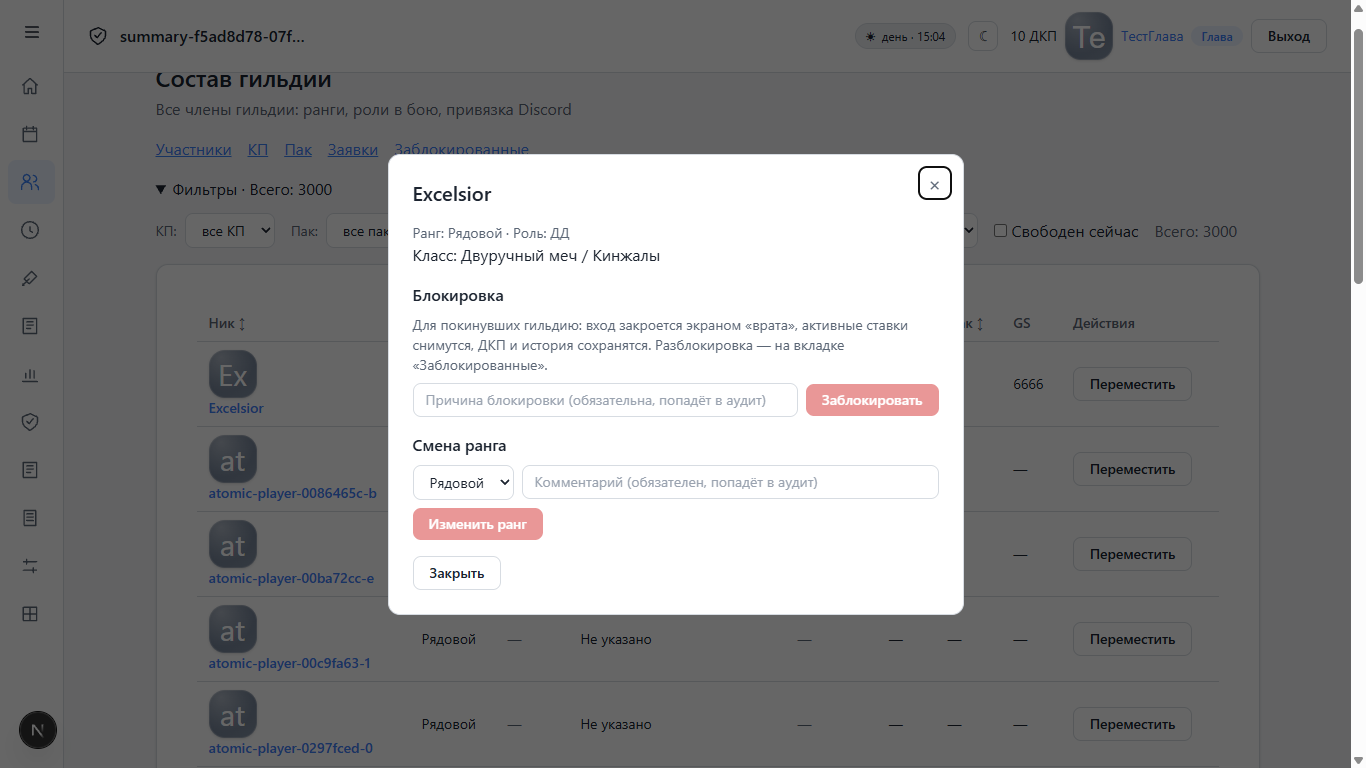 summary-f5ad8d78-07f...
день · 15:04
10 ДКП
Te
ТестГлава
Глава
Выход
Состав гильдии
Все члены гильдии: ранги, роли в бою, привязка Discord
Участники КП Пак Заявки Заблокированные
▼ Фильтры · Всего: 3000
КП: все КП Пак: все пак
Свободен сейчас Всего: 3000
Ник GS Действия
Ex
Excelsior 6666 Переместить
at
atomic-player-0086465c-b — Переместить
at
atomic-player-00ba72cc-e — Переместить
at
atomic-player-00c9fa63-1 Рядовой — Не указано — — — — Переместить
at
atomic-player-0297fced-0 Рядовой — Не указано — — — — Переместить
N
Excelsior
×
Ранг: Рядовой · Роль: ДД
Класс: Двуручный меч / Кинжалы
Блокировка
Для покинувших гильдию: вход закроется экраном «врата», активные ставки
снимутся, ДКП и история сохранятся. Разблокировка — на вкладке
«Заблокированные».
Причина блокировки (обязательна, попадёт в аудит) Заблокировать
Смена ранга
Рядовой Комментарий (обязателен, попадёт в аудит)
Изменить ранг
Закрыть